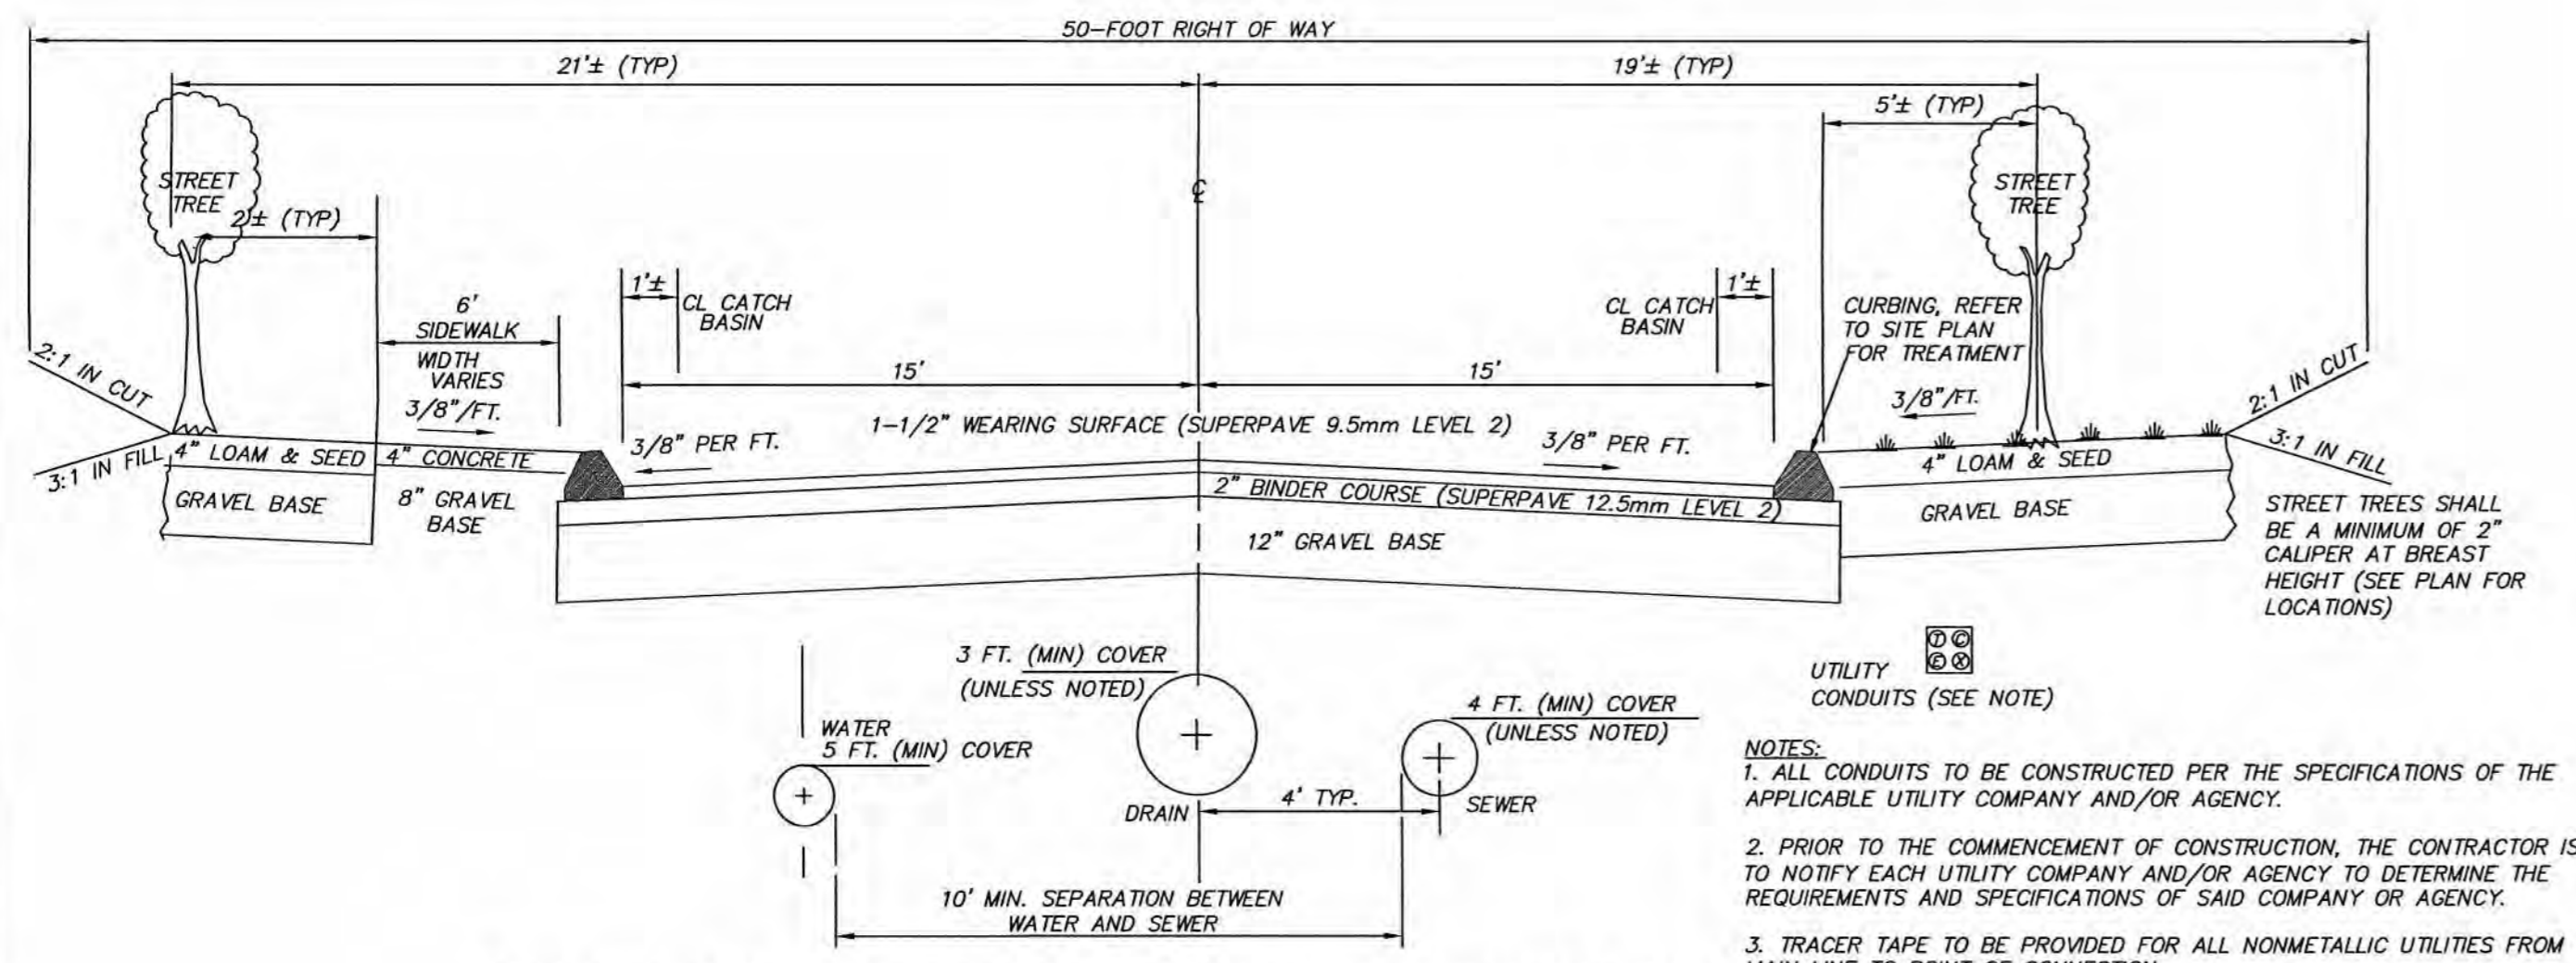 50-FOOT RIGHT OF WAY
21'± (TYP)
19'± (TYP)
5'± (TYP)
STREET
TREE
2'± (TYP)
STREET
TREE
℄
1'±
CL CATCH
BASIN
1'±
CL CATCH
BASIN
CURBING, REFER
TO SITE PLAN
FOR TREATMENT
6'
SIDEWALK
WIDTH
VARIES
3/8"/FT.
15'
15'
3/8"/FT.
2:1 IN CUT
3:1 IN FILL
2:1 IN CUT
3:1 IN FILL
1-1/2" WEARING SURFACE (SUPERPAVE 9.5mm LEVEL 2)
3/8" PER FT.
3/8" PER FT.
4" LOAM & SEED
4" CONCRETE
4" LOAM & SEED
GRAVEL BASE
8" GRAVEL
BASE
2" BINDER COURSE (SUPERPAVE 12.5mm LEVEL 2)
12" GRAVEL BASE
GRAVEL BASE
STREET TREES SHALL
BE A MINIMUM OF 2"
CALIPER AT BREAST
HEIGHT (SEE PLAN FOR
LOCATIONS)
3 FT. (MIN) COVER
(UNLESS NOTED)
T C
E X
UTILITY
CONDUITS (SEE NOTE)
WATER
5 FT. (MIN) COVER
4 FT. (MIN) COVER
(UNLESS NOTED)
DRAIN
4' TYP.
SEWER
10' MIN. SEPARATION BETWEEN
WATER AND SEWER
NOTES:
1. ALL CONDUITS TO BE CONSTRUCTED PER THE SPECIFICATIONS OF THE
APPLICABLE UTILITY COMPANY AND/OR AGENCY.
2. PRIOR TO THE COMMENCEMENT OF CONSTRUCTION, THE CONTRACTOR IS
TO NOTIFY EACH UTILITY COMPANY AND/OR AGENCY TO DETERMINE THE
REQUIREMENTS AND SPECIFICATIONS OF SAID COMPANY OR AGENCY.
3. TRACER TAPE TO BE PROVIDED FOR ALL NONMETALLIC UTILITIES FROM